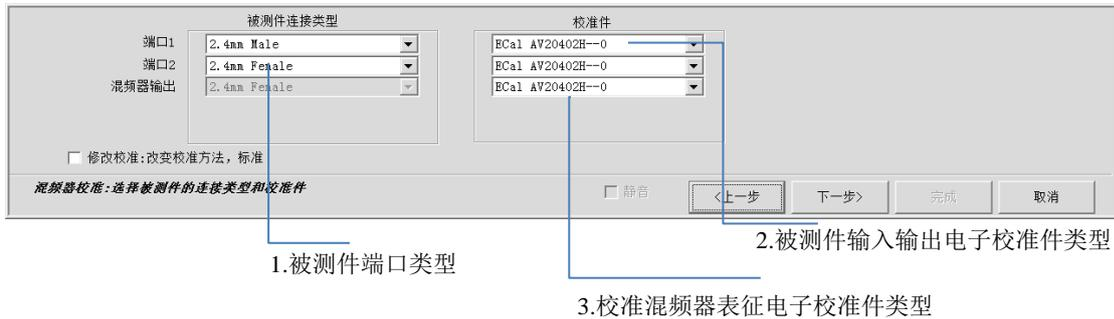 被测件连接类型 校准件
端口1 2.4mm Male ECal AV20402H--0
端口2 2.4mm Female ECal AV20402H--0
混频器输出 2.4mm Female ECal AV20402H--0
修改校准:改变校准方法，标准
混频器校准:选择被测件的连接类型和校准件 静音 <上一步 下一步> 完成 取消
2.被测件输入输出电子校准件类型
1.被测件端口类型
3.校准混频器表征电子校准件类型